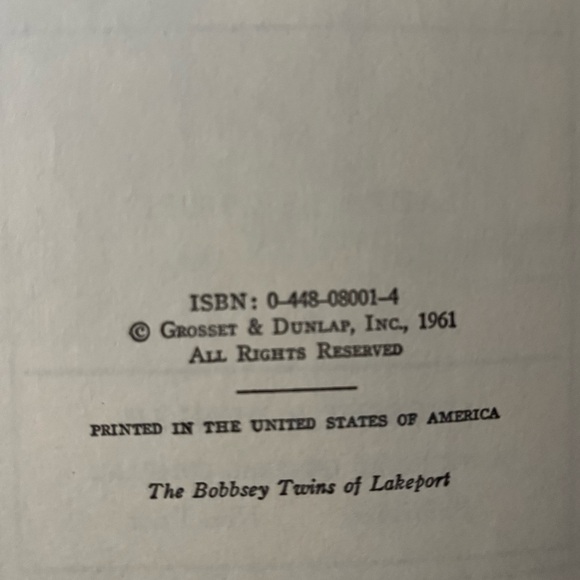 ISBN: 0-448-08001-4
© Grosset & Dunlap, Inc., 1961
All Rights Reserved
PRINTED IN THE UNITED STATES OF AMERICA
The Bobbsey Twins of Lakeport